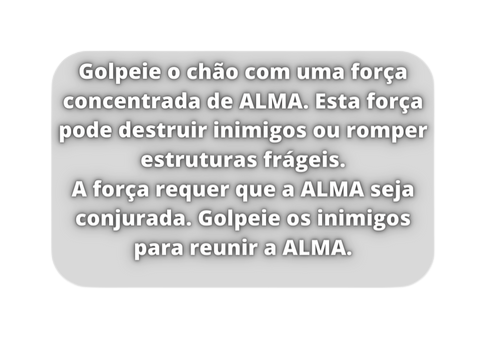 Golpeie o chão com uma força
concentrada de ALMA. Esta força
pode destruir inimigos ou romper
estruturas frágeis.
A força requer que a ALMA seja
conjurada. Golpeie os inimigos
para reunir a ALMA.